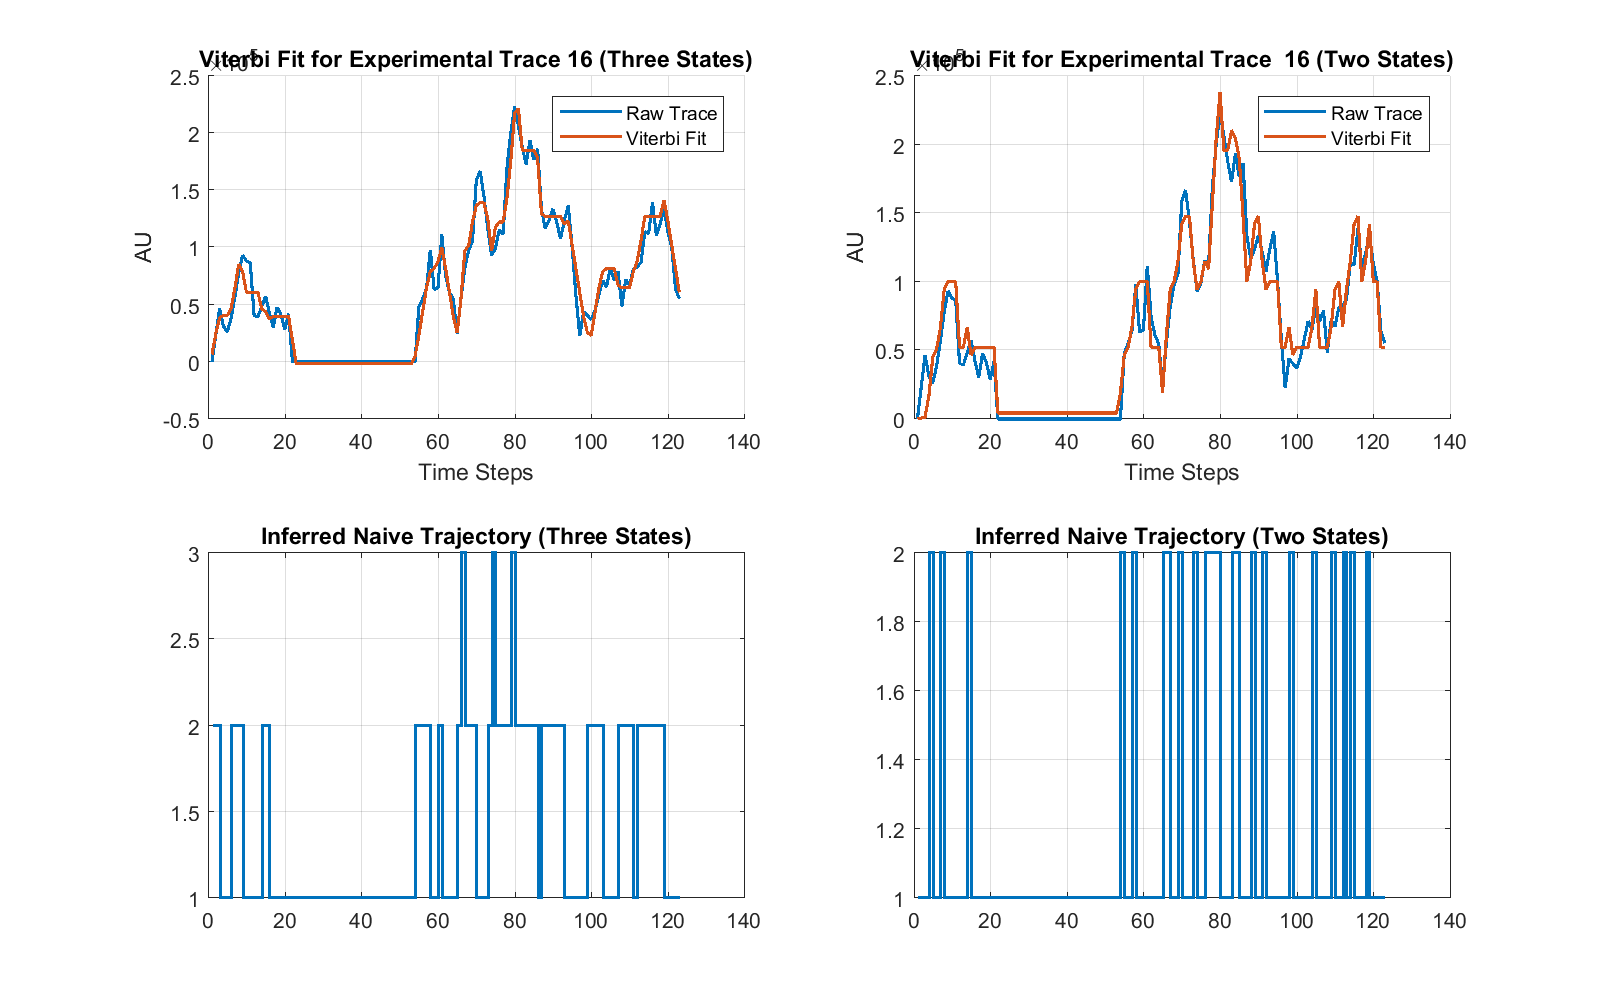 Viterbi Fit for Experimental Trace 16 (Three States)
×10^5
2.5
2
1.5
1
0.5
0
-0.5
AU
Raw Trace
Viterbi Fit
0 20 40 60 80 100 120 140
Time Steps
Viterbi Fit for Experimental Trace  16 (Two States)
×10^5
2.5
2
1.5
1
0.5
0
AU
Raw Trace
Viterbi Fit
0 20 40 60 80 100 120 140
Time Steps
Inferred Naive Trajectory (Three States)
3
2.5
2
1.5
1
0 20 40 60 80 100 120 140
Inferred Naive Trajectory (Two States)
2
1.8
1.6
1.4
1.2
1
0 20 40 60 80 100 120 140